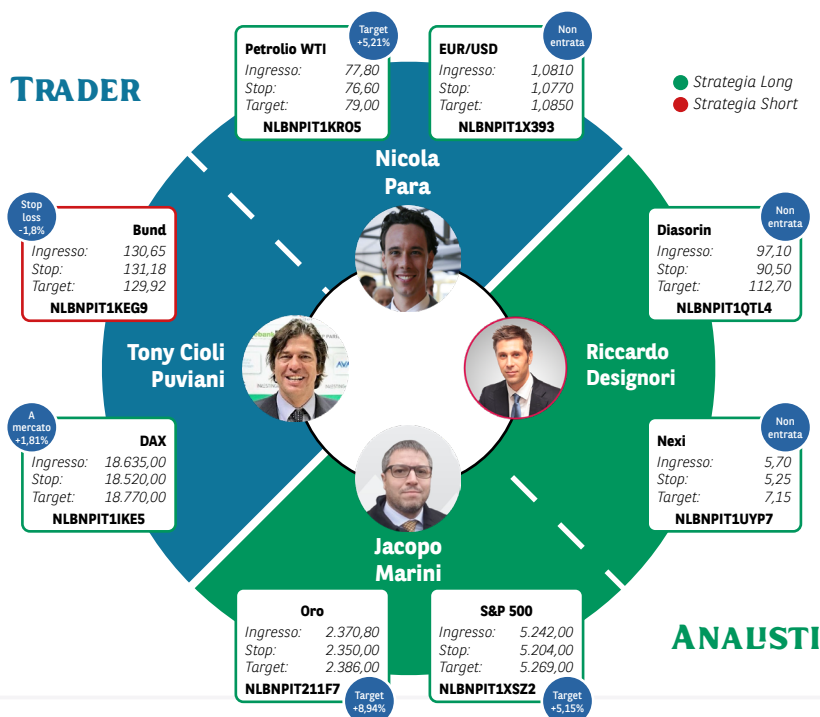 TRADER
Target
+5,21%
Petrolio WTI
Ingresso: 77,80
Stop: 76,60
Target: 79,00
NLBNPIT1KRO5
Non
entrata
EUR/USD
Ingresso: 1,0810
Stop: 1,0770
Target: 1,0850
NLBNPIT1X393
Strategia Long
Strategia Short
Nicola
Para
Stop
loss
-1,8%
Bund
Ingresso: 130,65
Stop: 131,18
Target: 129,92
NLBNPIT1KEG9
Non
entrata
Diasorin
Ingresso: 97,10
Stop: 90,50
Target: 112,70
NLBNPIT1QTL4
Tony Cioli
Puviani
Riccardo
Designori
A
mercato
+1,81%
DAX
Ingresso: 18.635,00
Stop: 18.520,00
Target: 18.770,00
NLBNPIT1IKE5
Non
entrata
Nexi
Ingresso: 5,70
Stop: 5,25
Target: 7,15
NLBNPIT1UYP7
Jacopo
Marini
Oro
Ingresso: 2.370,80
Stop: 2.350,00
Target: 2.386,00
NLBNPIT211F7
Target
+8,94%
S&P 500
Ingresso: 5.242,00
Stop: 5.204,00
Target: 5.269,00
NLBNPIT1XSZ2
Target
+5,15%
ANALISTI